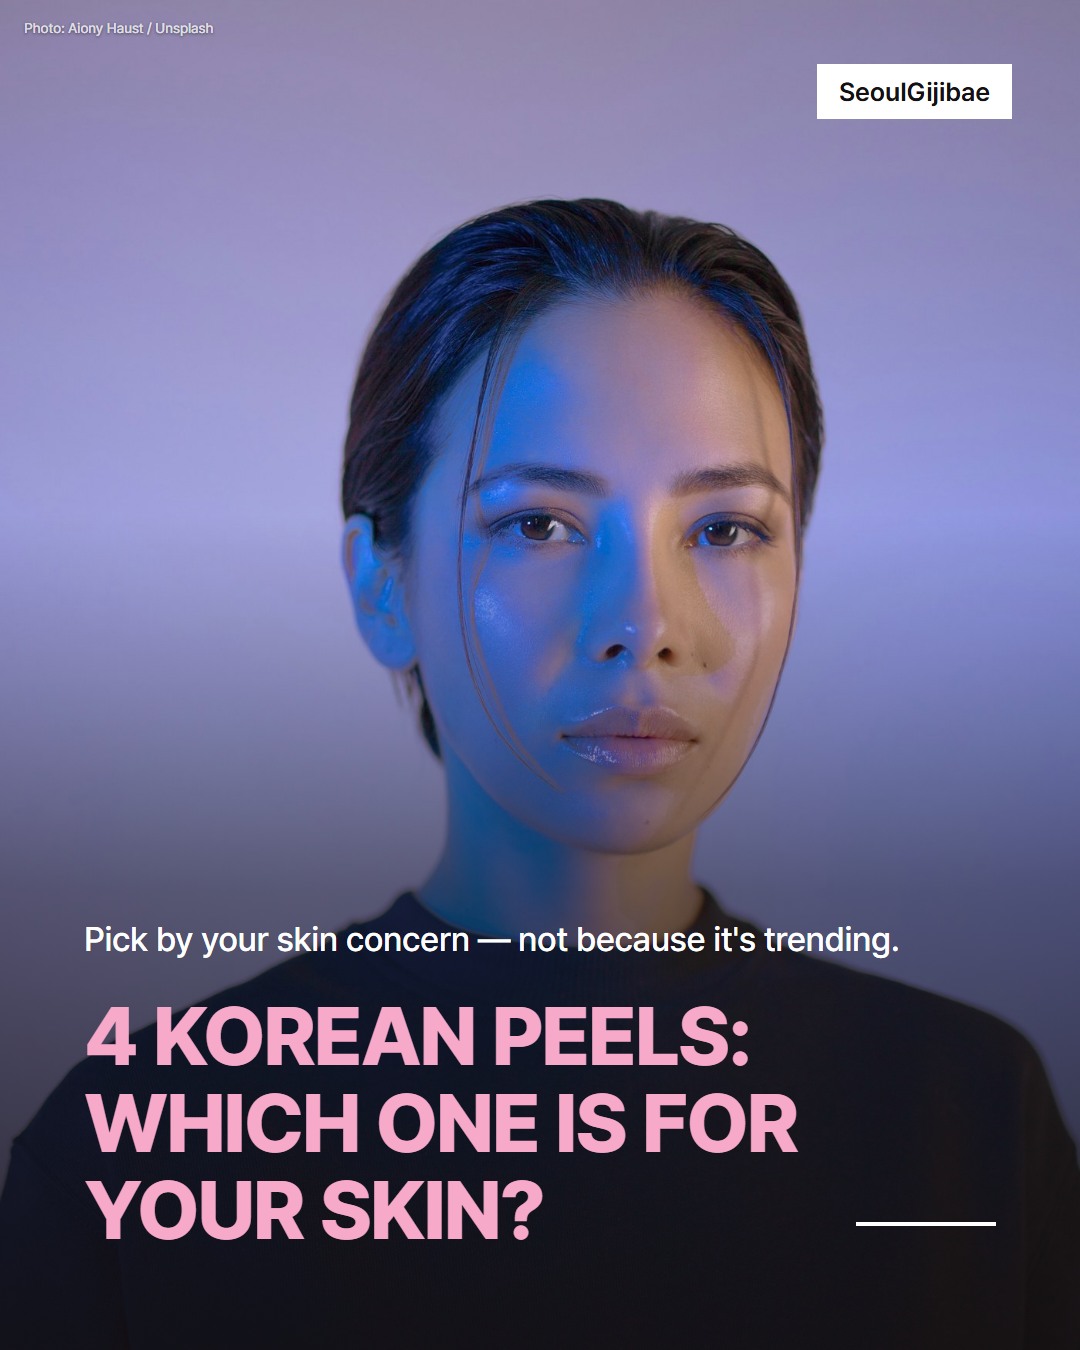 Photo: Aiony Haust / Unsplash
SeoulGijibae
Pick by your skin concern — not because it's trending.
4 KOREAN PEELS:
WHICH ONE IS FOR
YOUR SKIN?